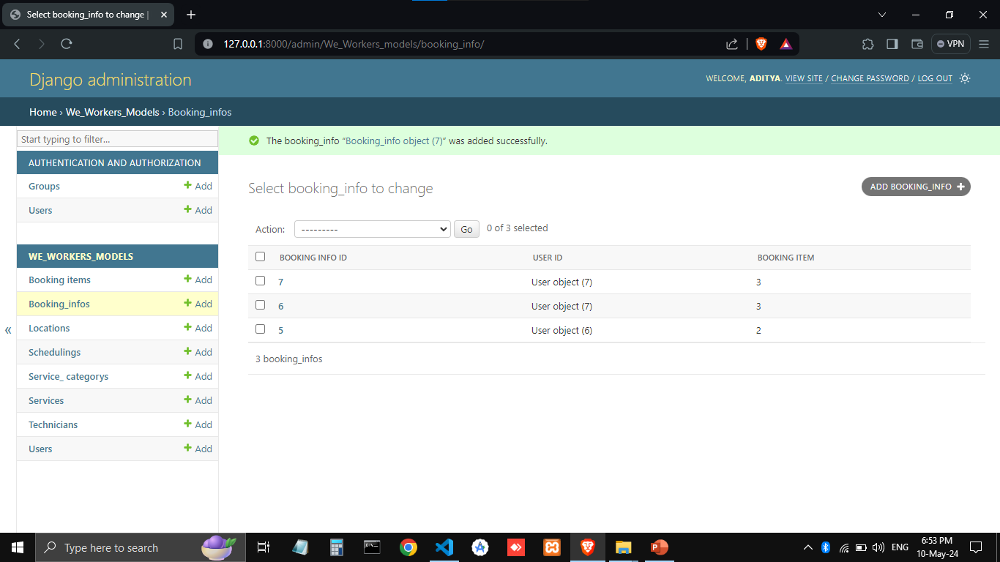 Select booking_info to change |
127.0.0.1:8000/admin/We_Workers_models/booking_info/
VPN
Django administration
WELCOME, ADITYA. VIEW SITE / CHANGE PASSWORD / LOG OUT
Home › We_Workers_Models › Booking_infos
Start typing to filter...
AUTHENTICATION AND AUTHORIZATION
Groups + Add
Users + Add
WE_WORKERS_MODELS
Booking items + Add
Booking_infos + Add
Locations + Add
Schedulings + Add
Service_ categorys + Add
Services + Add
Technicians + Add
Users + Add
«
The booking_info “Booking_info object (7)” was added successfully.
Select booking_info to change
ADD BOOKING_INFO +
Action: --------- Go 0 of 3 selected
BOOKING INFO ID USER ID BOOKING ITEM
7 User object (7) 3
6 User object (7) 3
5 User object (6) 2
3 booking_infos
Type here to search
ENG
6:53 PM
10-May-24